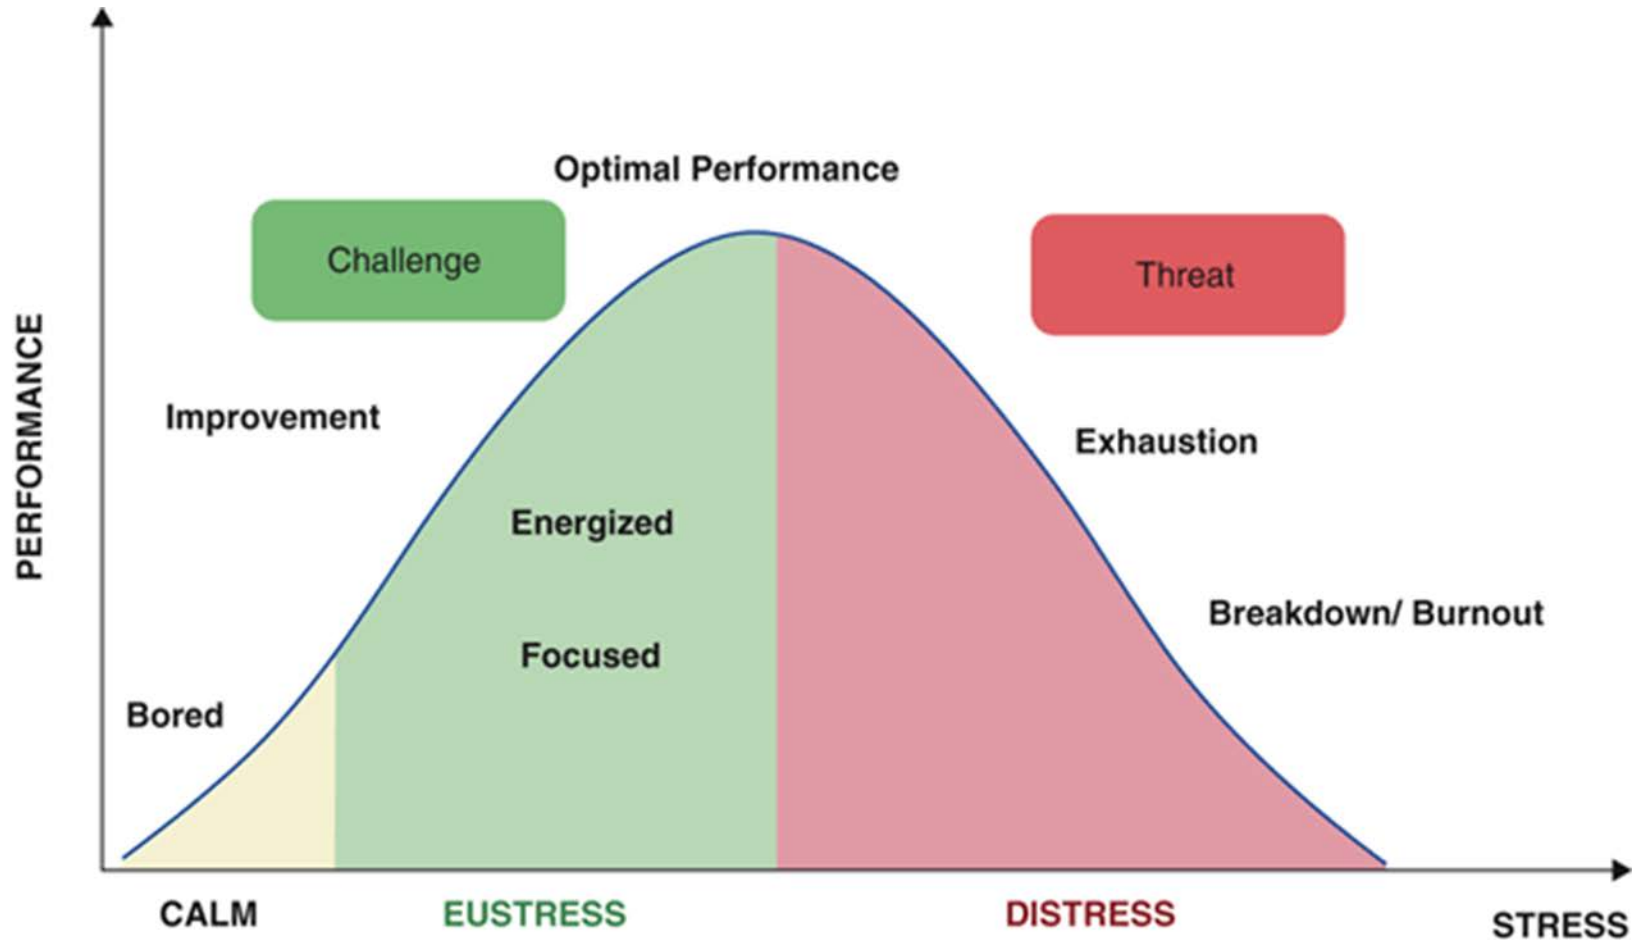 Optimal Performance
Challenge
Threat
PERFORMANCE
Improvement
Exhaustion
Energized
Breakdown/ Burnout
Focused
Bored
CALM
EUSTRESS
DISTRESS
STRESS